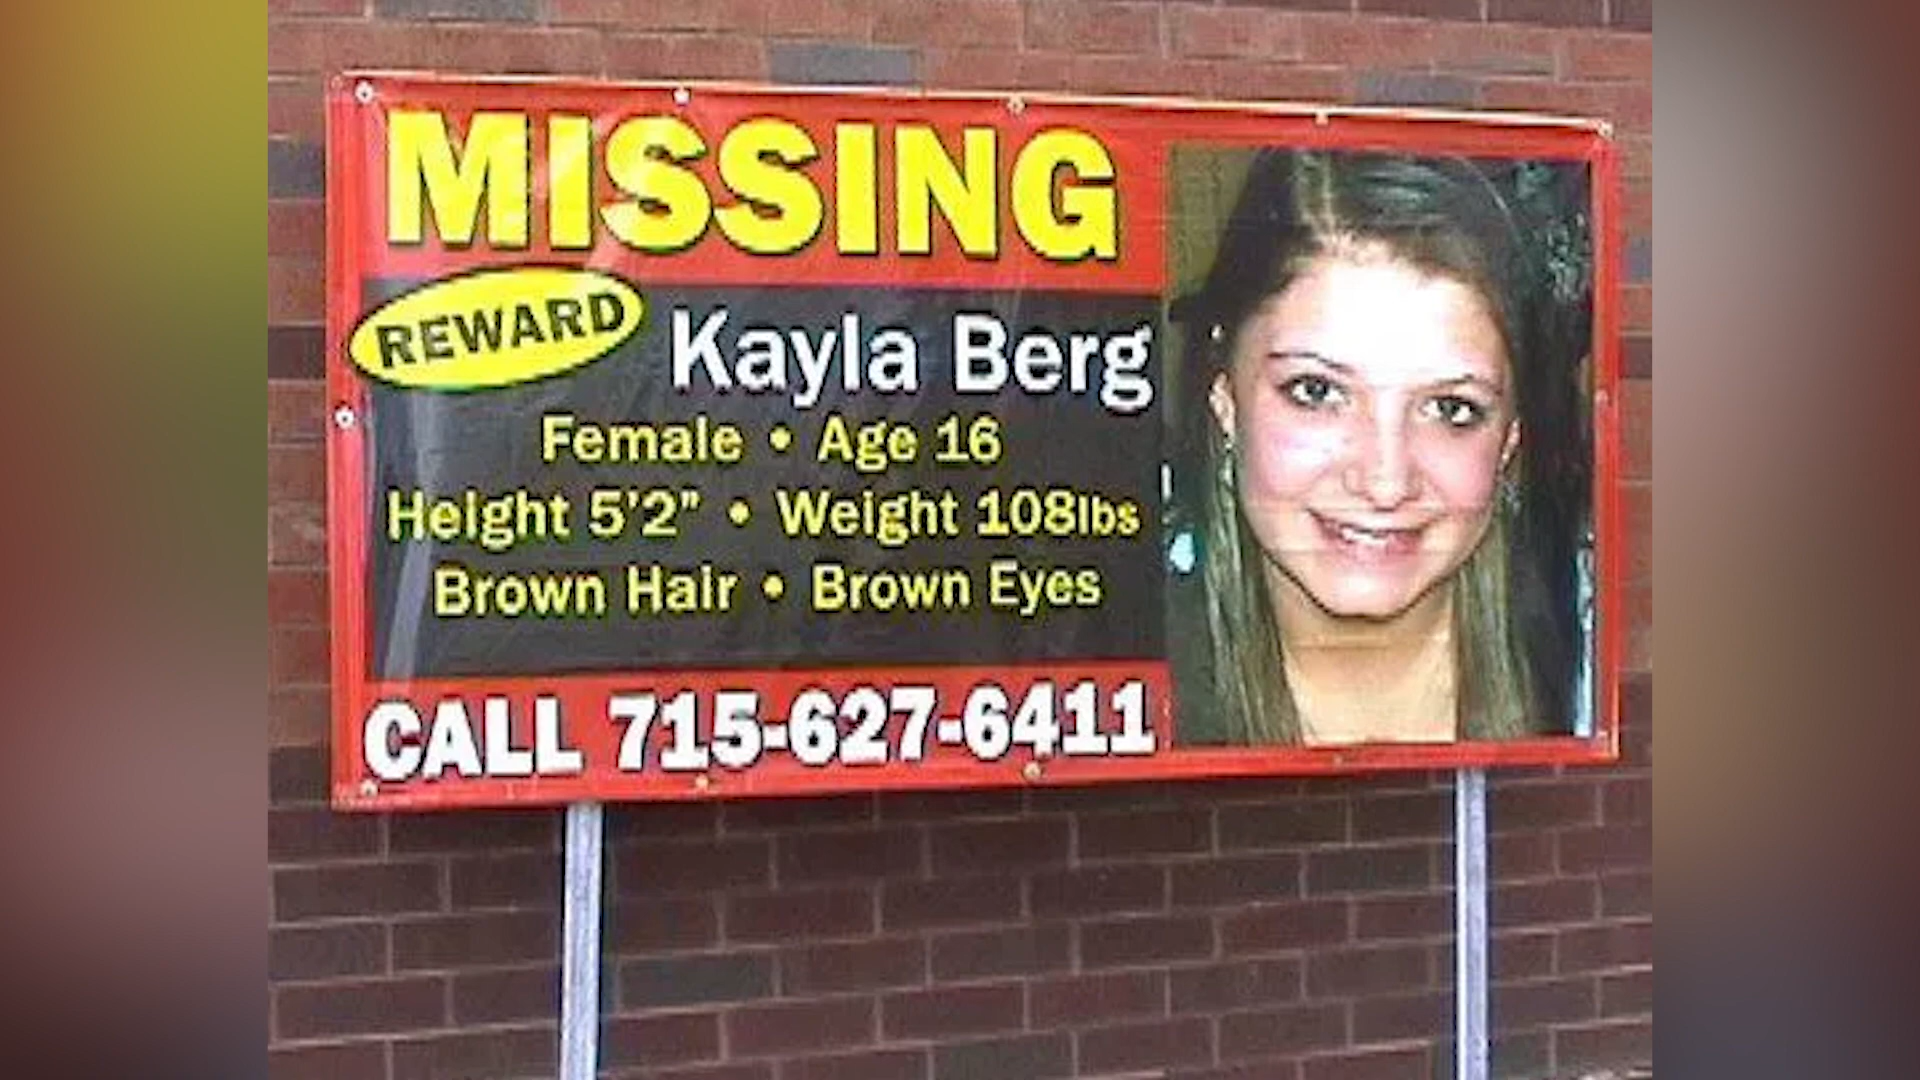 MISSING
REWARD
Kayla Berg
Female • Age 16
Height 5'2" • Weight 108lbs
Brown Hair • Brown Eyes
CALL 715-627-6411